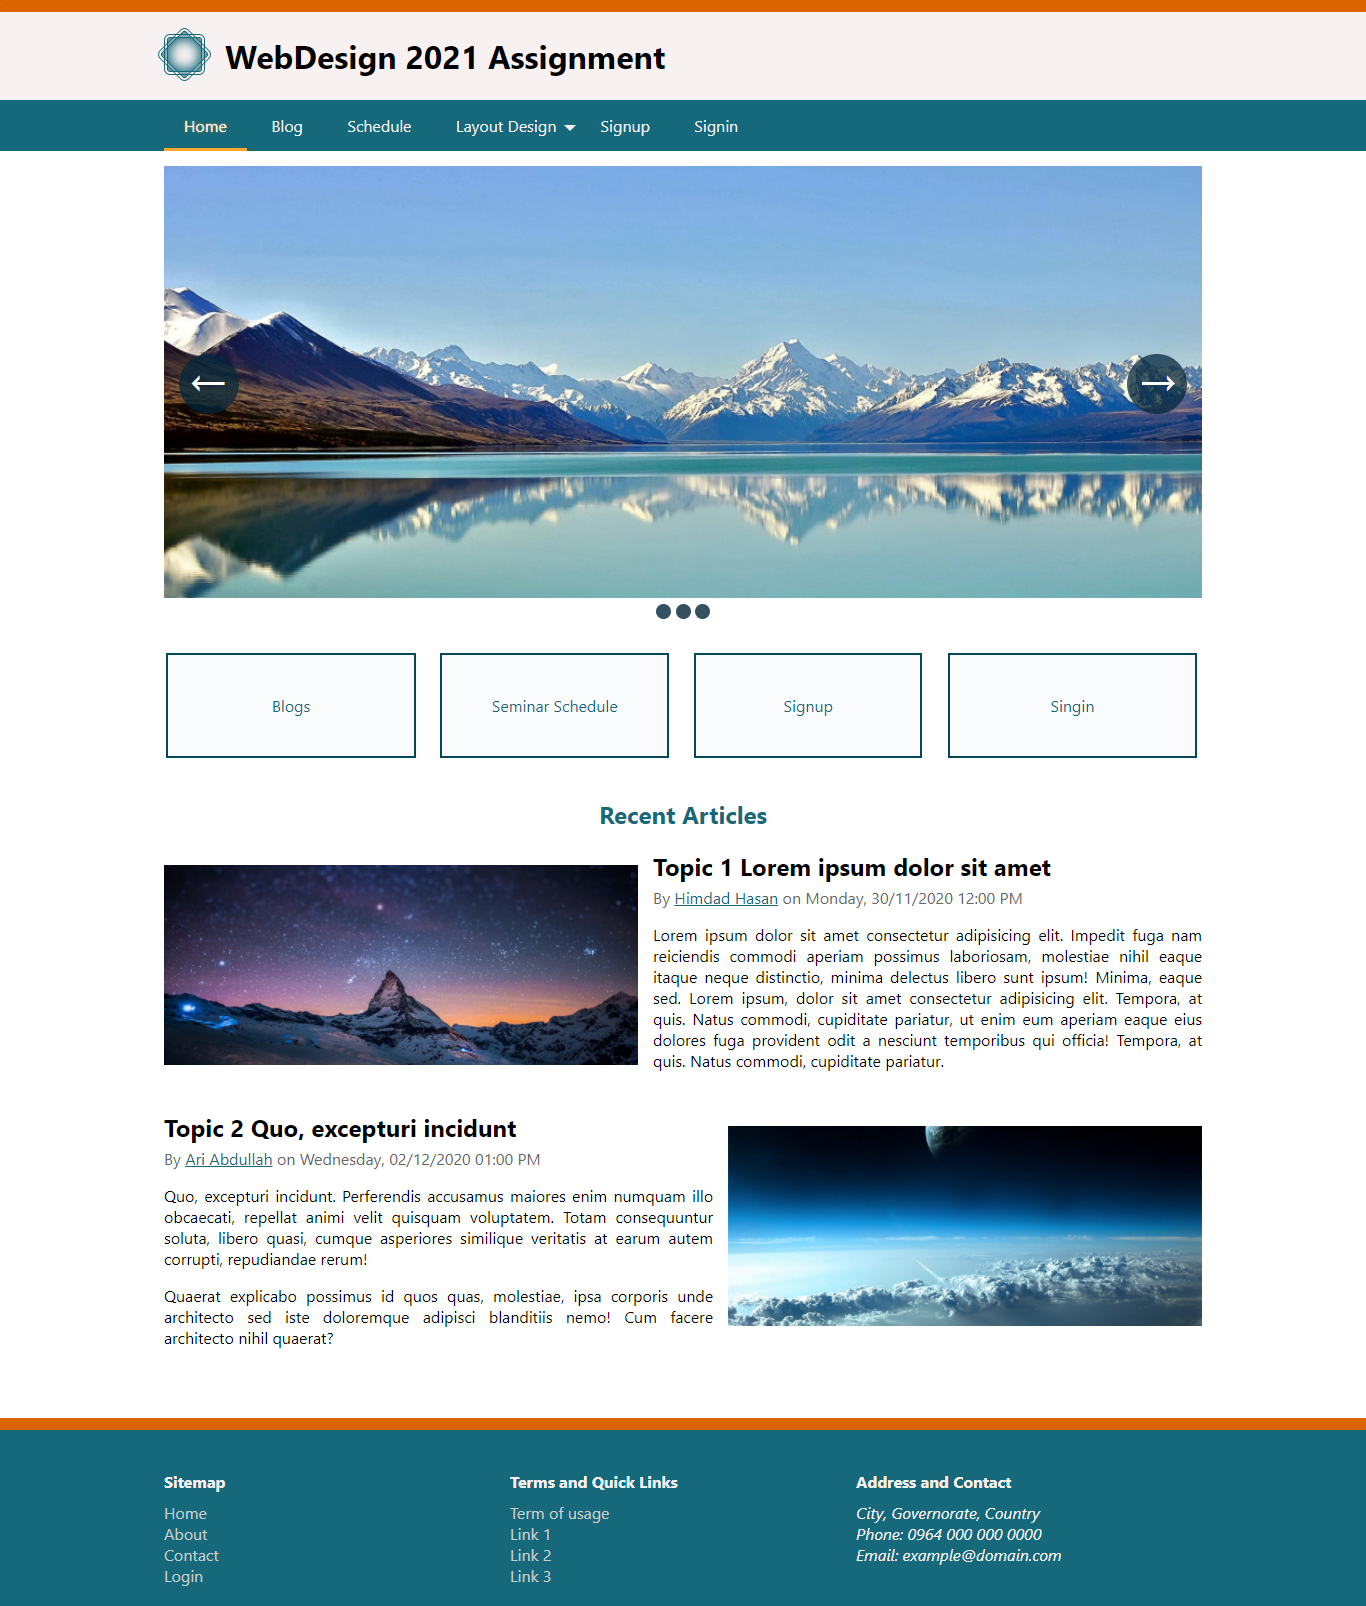 WebDesign 2021 Assignment
Home Blog Schedule Layout Design Signup Signin
← →
Blogs Seminar Schedule Signup Singin
Recent Articles
Topic 1 Lorem ipsum dolor sit amet
By Himdad Hasan on Monday, 30/11/2020 12:00 PM
Lorem ipsum dolor sit amet consectetur adipisicing elit. Impedit fuga nam
reiciendis commodi aperiam possimus laboriosam, molestiae nihil eaque
itaque neque distinctio, minima delectus libero sunt ipsum! Minima, eaque
sed. Lorem ipsum, dolor sit amet consectetur adipisicing elit. Tempora, at
quis. Natus commodi, cupiditate pariatur, ut enim eum aperiam eaque eius
dolores fuga provident odit a nesciunt temporibus qui officia! Tempora, at
quis. Natus commodi, cupiditate pariatur.
Topic 2 Quo, excepturi incidunt
By Ari Abdullah on Wednesday, 02/12/2020 01:00 PM
Quo, excepturi incidunt. Perferendis accusamus maiores enim numquam illo
obcaecati, repellat animi velit quisquam voluptatem. Totam consequuntur
soluta, libero quasi, cumque asperiores similique veritatis at earum autem
corrupti, repudiandae rerum!
Quaerat explicabo possimus id quos quas, molestiae, ipsa corporis unde
architecto sed iste doloremque adipisci blanditiis nemo! Cum facere
architecto nihil quaerat?
Sitemap
Home
About
Contact
Login
Terms and Quick Links
Term of usage
Link 1
Link 2
Link 3
Address and Contact
City, Governorate, Country
Phone: 0964 000 000 0000
Email: example@domain.com